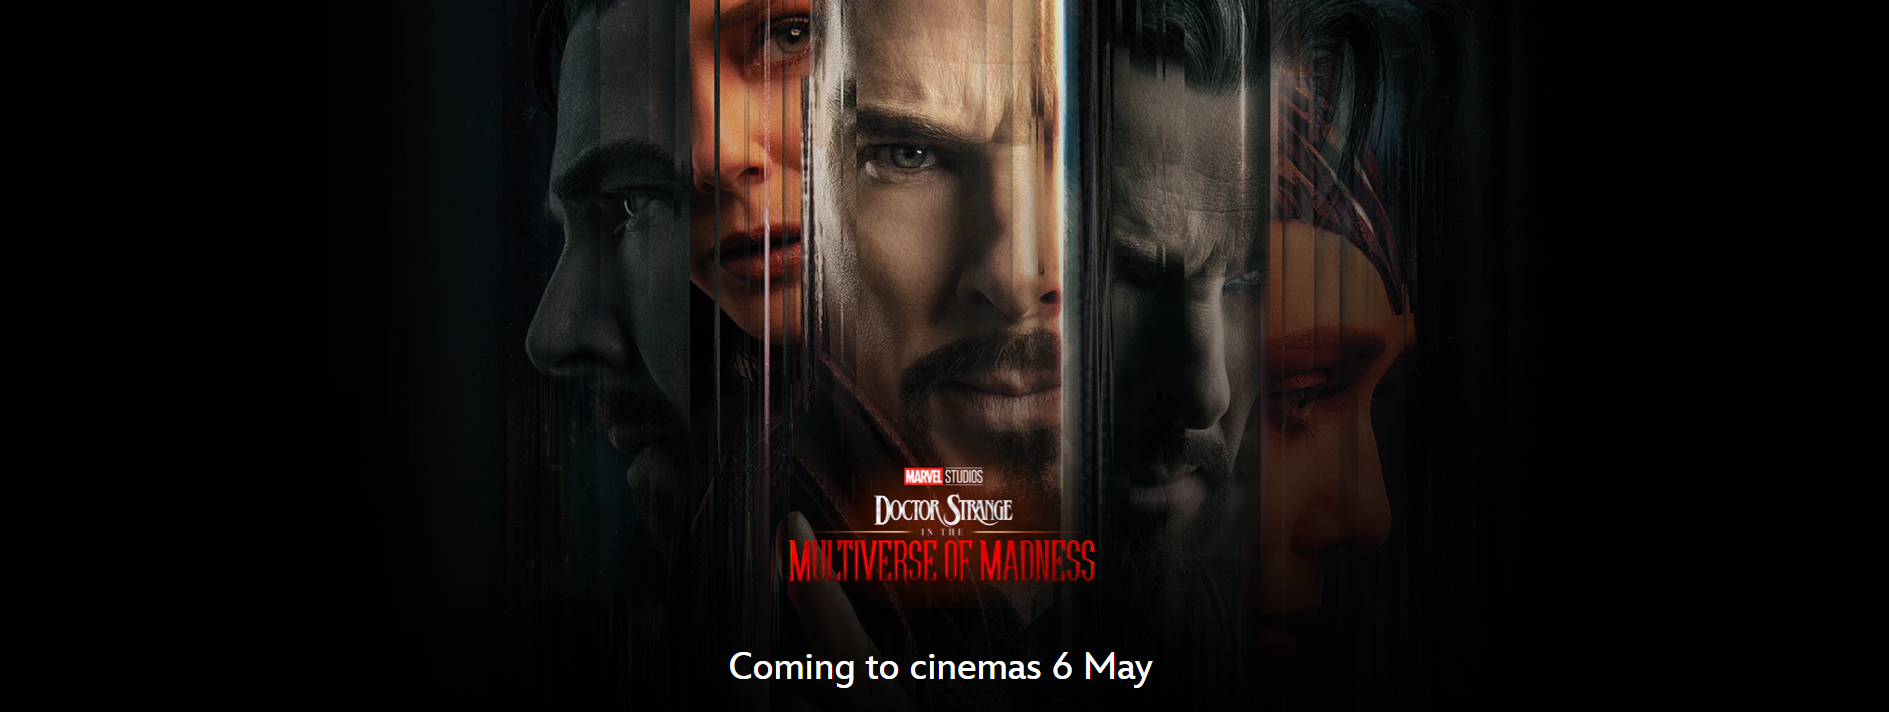 MARVEL STUDIOS
DOCTOR STRANGE
IN THE
MULTIVERSE OF MADNESS
Coming to cinemas 6 May